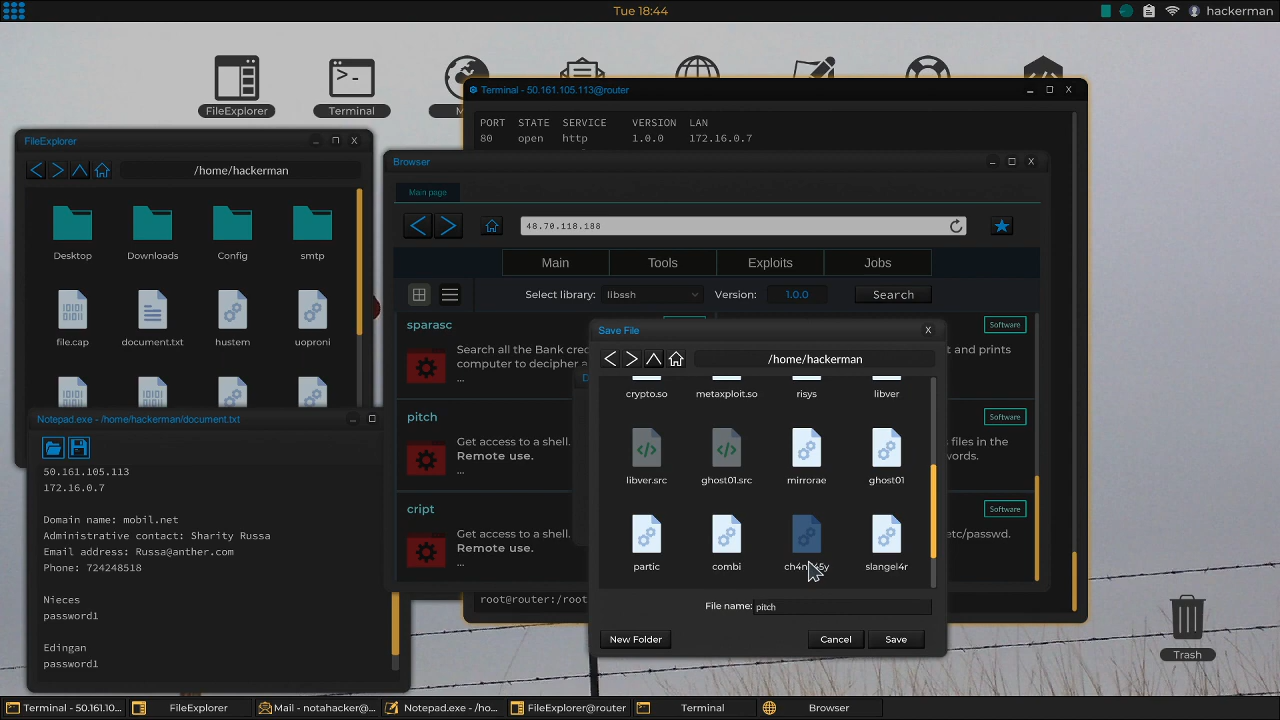 Tue 18:44
hackerman
FileExplorer
Terminal
Terminal - 50.161.105.113@router
PORT STATE SERVICE VERSION LAN
80 open http 1.0.0 172.16.0.7
FileExplorer
/home/hackerman
Desktop
Downloads
Config
smtp
file.cap
document.txt
hustem
uoproni
Browser
Main page
48.70.118.188
Main
Tools
Exploits
Jobs
Select library:
libssh
Version:
1.0.0
Search
sparasc
Search all the Bank cred
computer to decipher a
...
Software
t and prints
pitch
Get access to a shell.
Remote use.
...
Software
s files in the
words.
cript
Get access to a shell.
Remote use.
...
Software
etc/passwd.
root@router:/root
Save File
/home/hackerman
crypto.so
metaxploit.so
risys
libver
libver.src
ghost01.src
mirrorae
ghost01
partic
combi
slangel4r
File name:
pitch
New Folder
Cancel
Save
Notepad.exe - /home/hackerman/document.txt
50.161.105.113
172.16.0.7
Domain name: mobil.net
Administrative contact: Sharity Russa
Email address: Russa@anther.com
Phone: 724248518
Nieces
password1
Edingan
password1
Trash
Terminal - 50.161.10...
FileExplorer
Mail - notahacker@...
Notepad.exe - /ho...
FileExplorer@router
Terminal
Browser